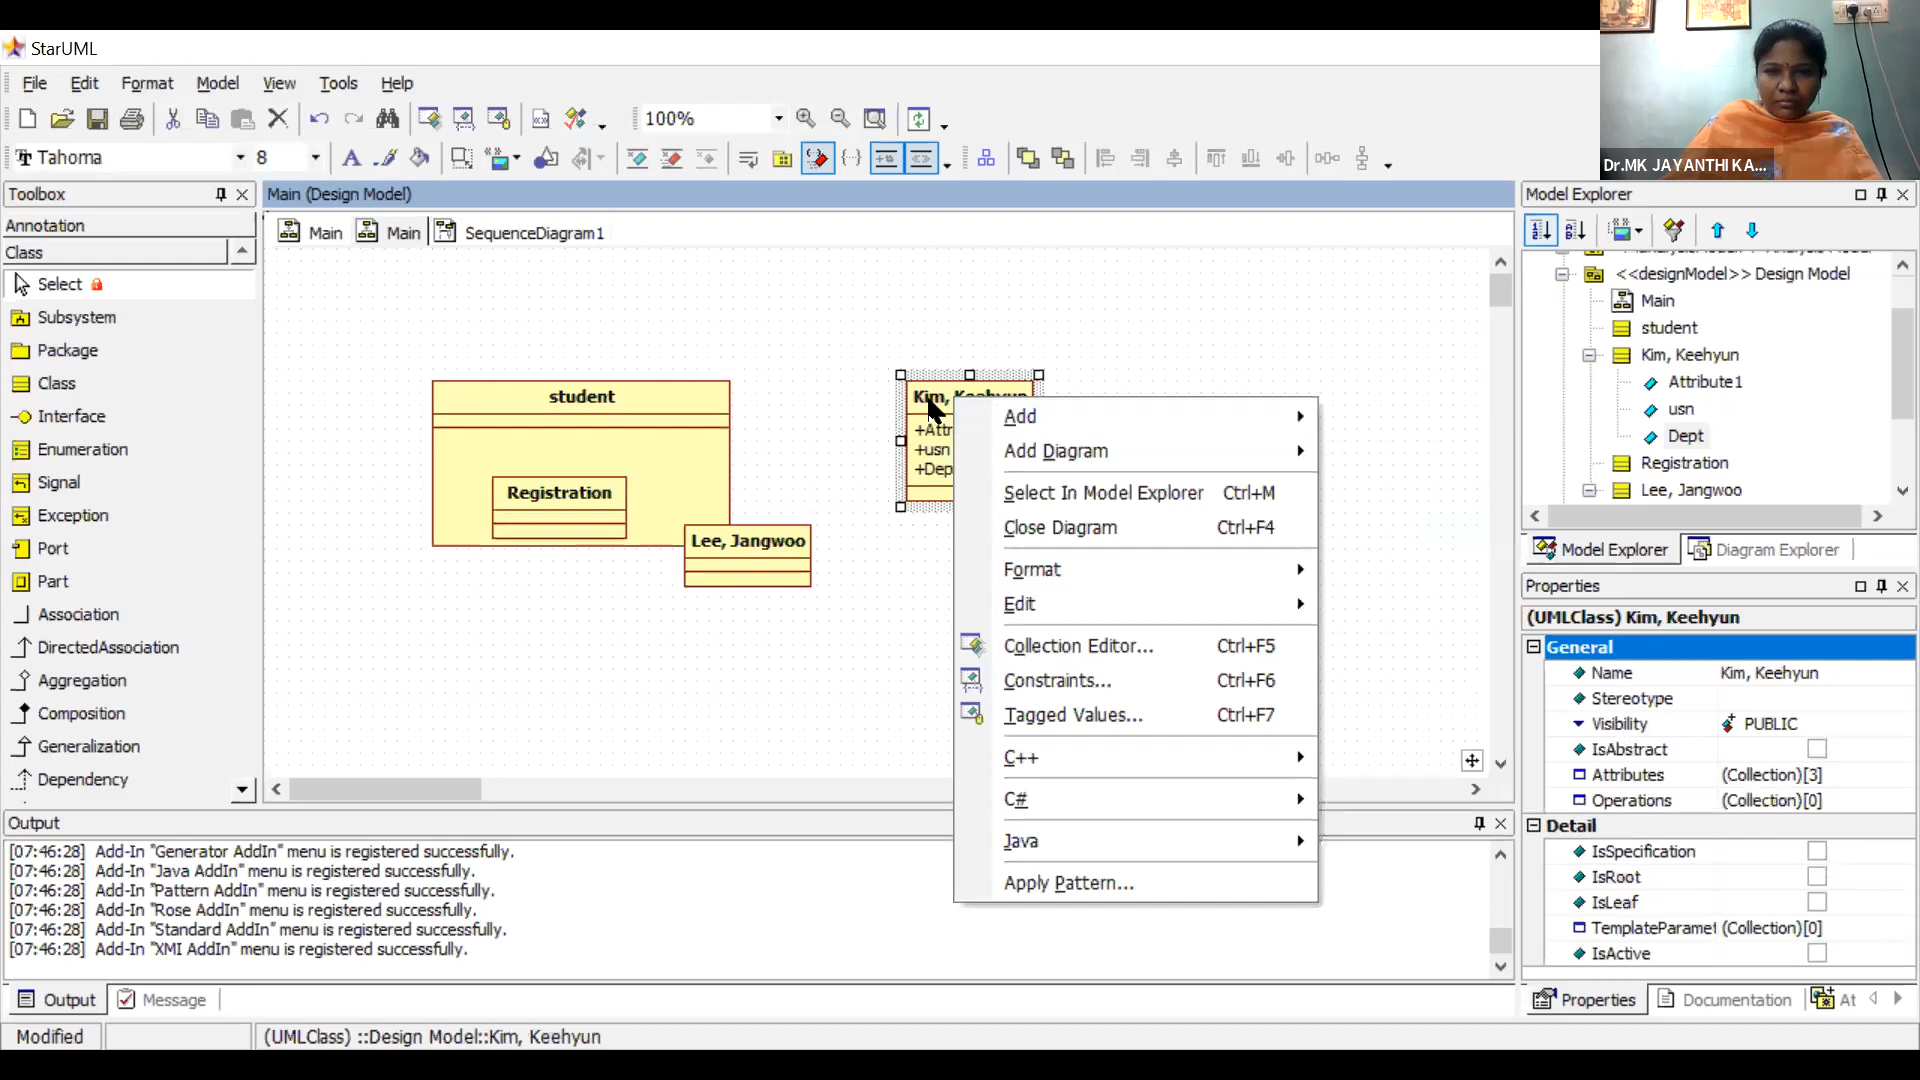 StarUML
File Edit Format Model View Tools Help
100%
Tahoma 8
Dr.MK JAYANTHI KA...
Toolbox
Annotation
Class
Select
Subsystem
Package
Class
Interface
Enumeration
Signal
Exception
Port
Part
Association
DirectedAssociation
Aggregation
Composition
Generalization
Dependency
Main (Design Model)
Main Main SequenceDiagram1
student
Registration
Lee, Jangwoo
Kim, Keehyun
+Attr
+usn
+Dep
Add
Add Diagram
Select In Model Explorer Ctrl+M
Close Diagram Ctrl+F4
Format
Edit
Collection Editor... Ctrl+F5
Constraints... Ctrl+F6
Tagged Values... Ctrl+F7
C++
C#
Java
Apply Pattern...
Model Explorer
<<designModel>> Design Model
Main
student
Kim, Keehyun
Attribute1
usn
Dept
Registration
Lee, Jangwoo
Model Explorer Diagram Explorer
Properties
(UMLClass) Kim, Keehyun
General
Name Kim, Keehyun
Stereotype
Visibility PUBLIC
IsAbstract
Attributes (Collection)[3]
Operations (Collection)[0]
Detail
IsSpecification
IsRoot
IsLeaf
TemplateParamet (Collection)[0]
IsActive
Properties Documentation At
Output
[07:46:28] Add-In "Generator AddIn" menu is registered successfully.
[07:46:28] Add-In "Java AddIn" menu is registered successfully.
[07:46:28] Add-In "Pattern AddIn" menu is registered successfully.
[07:46:28] Add-In "Rose AddIn" menu is registered successfully.
[07:46:28] Add-In "Standard AddIn" menu is registered successfully.
[07:46:28] Add-In "XMI AddIn" menu is registered successfully.
Output Message
Modified (UMLClass) ::Design Model::Kim, Keehyun